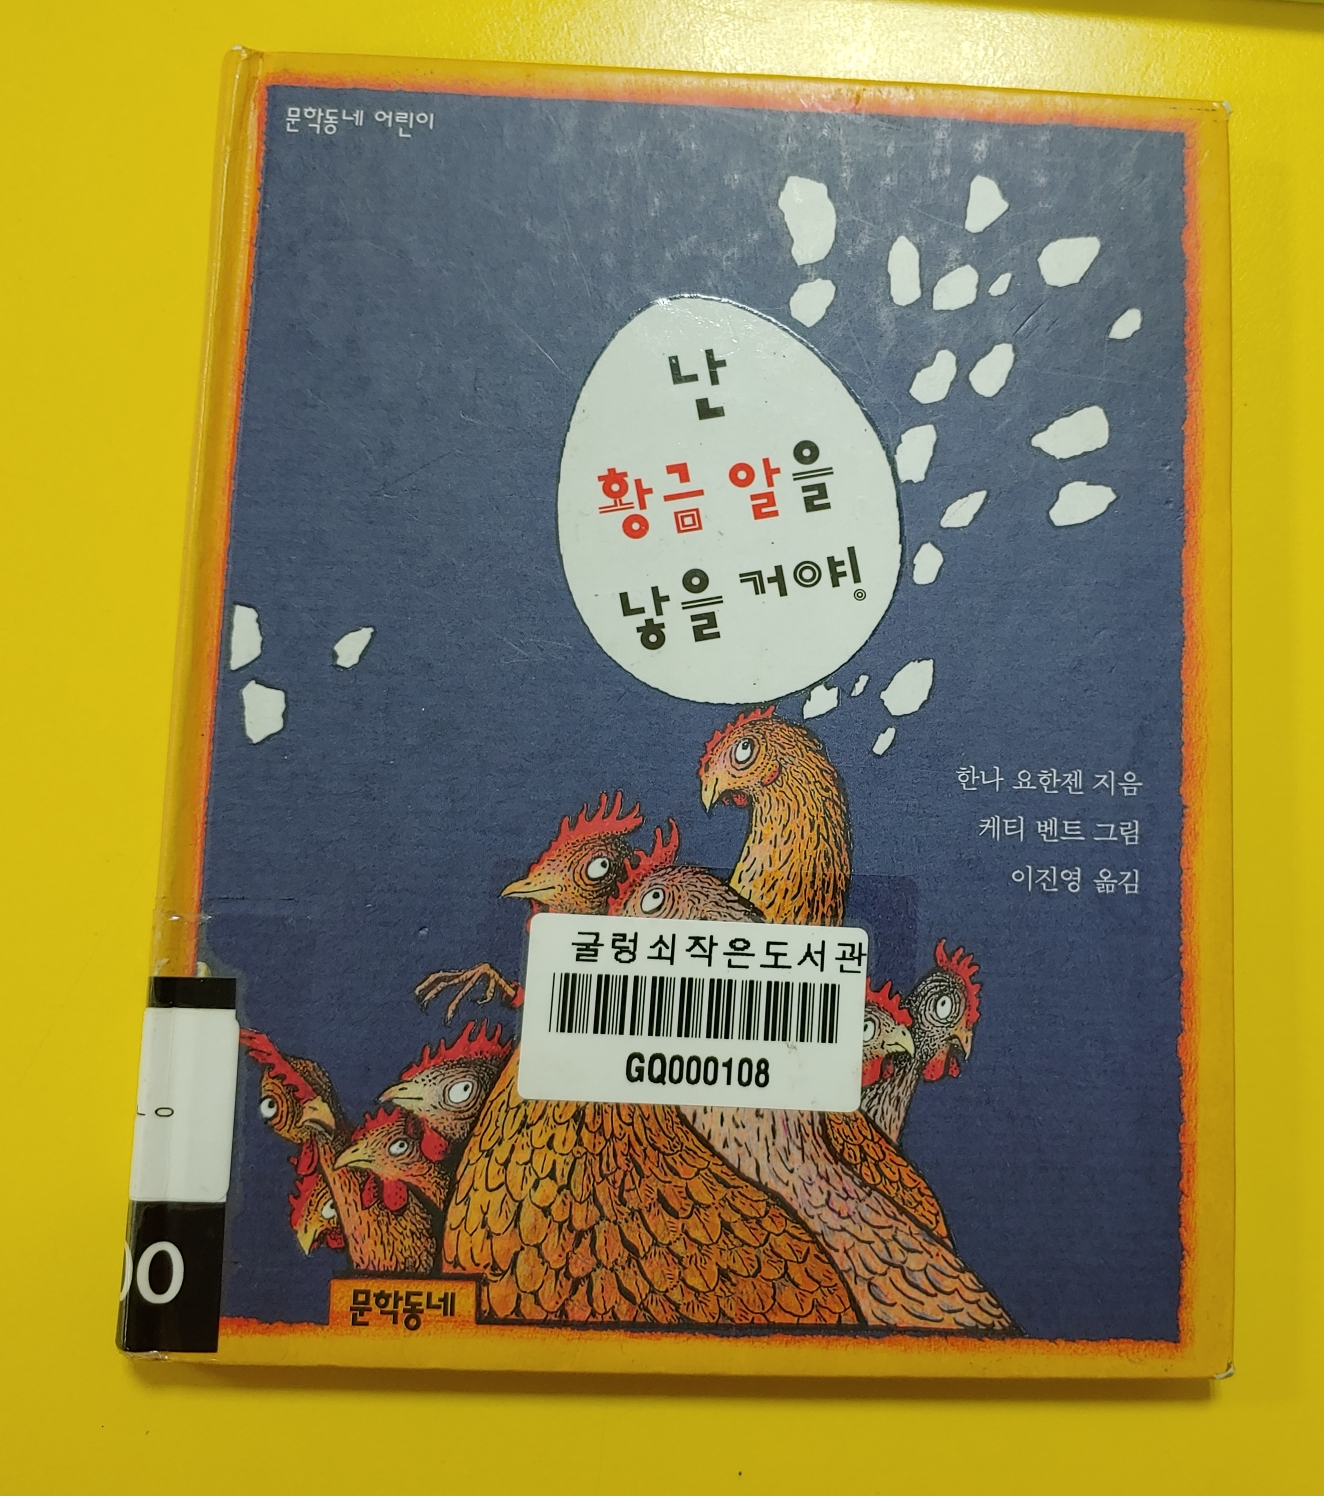 문학동네 어린이
난
황금 알을
낳을 거야!
한나 요한젠 지음
케티 벤트 그림
이진영 옮김
굴렁쇠작은도서관
GQ000108
문학동네